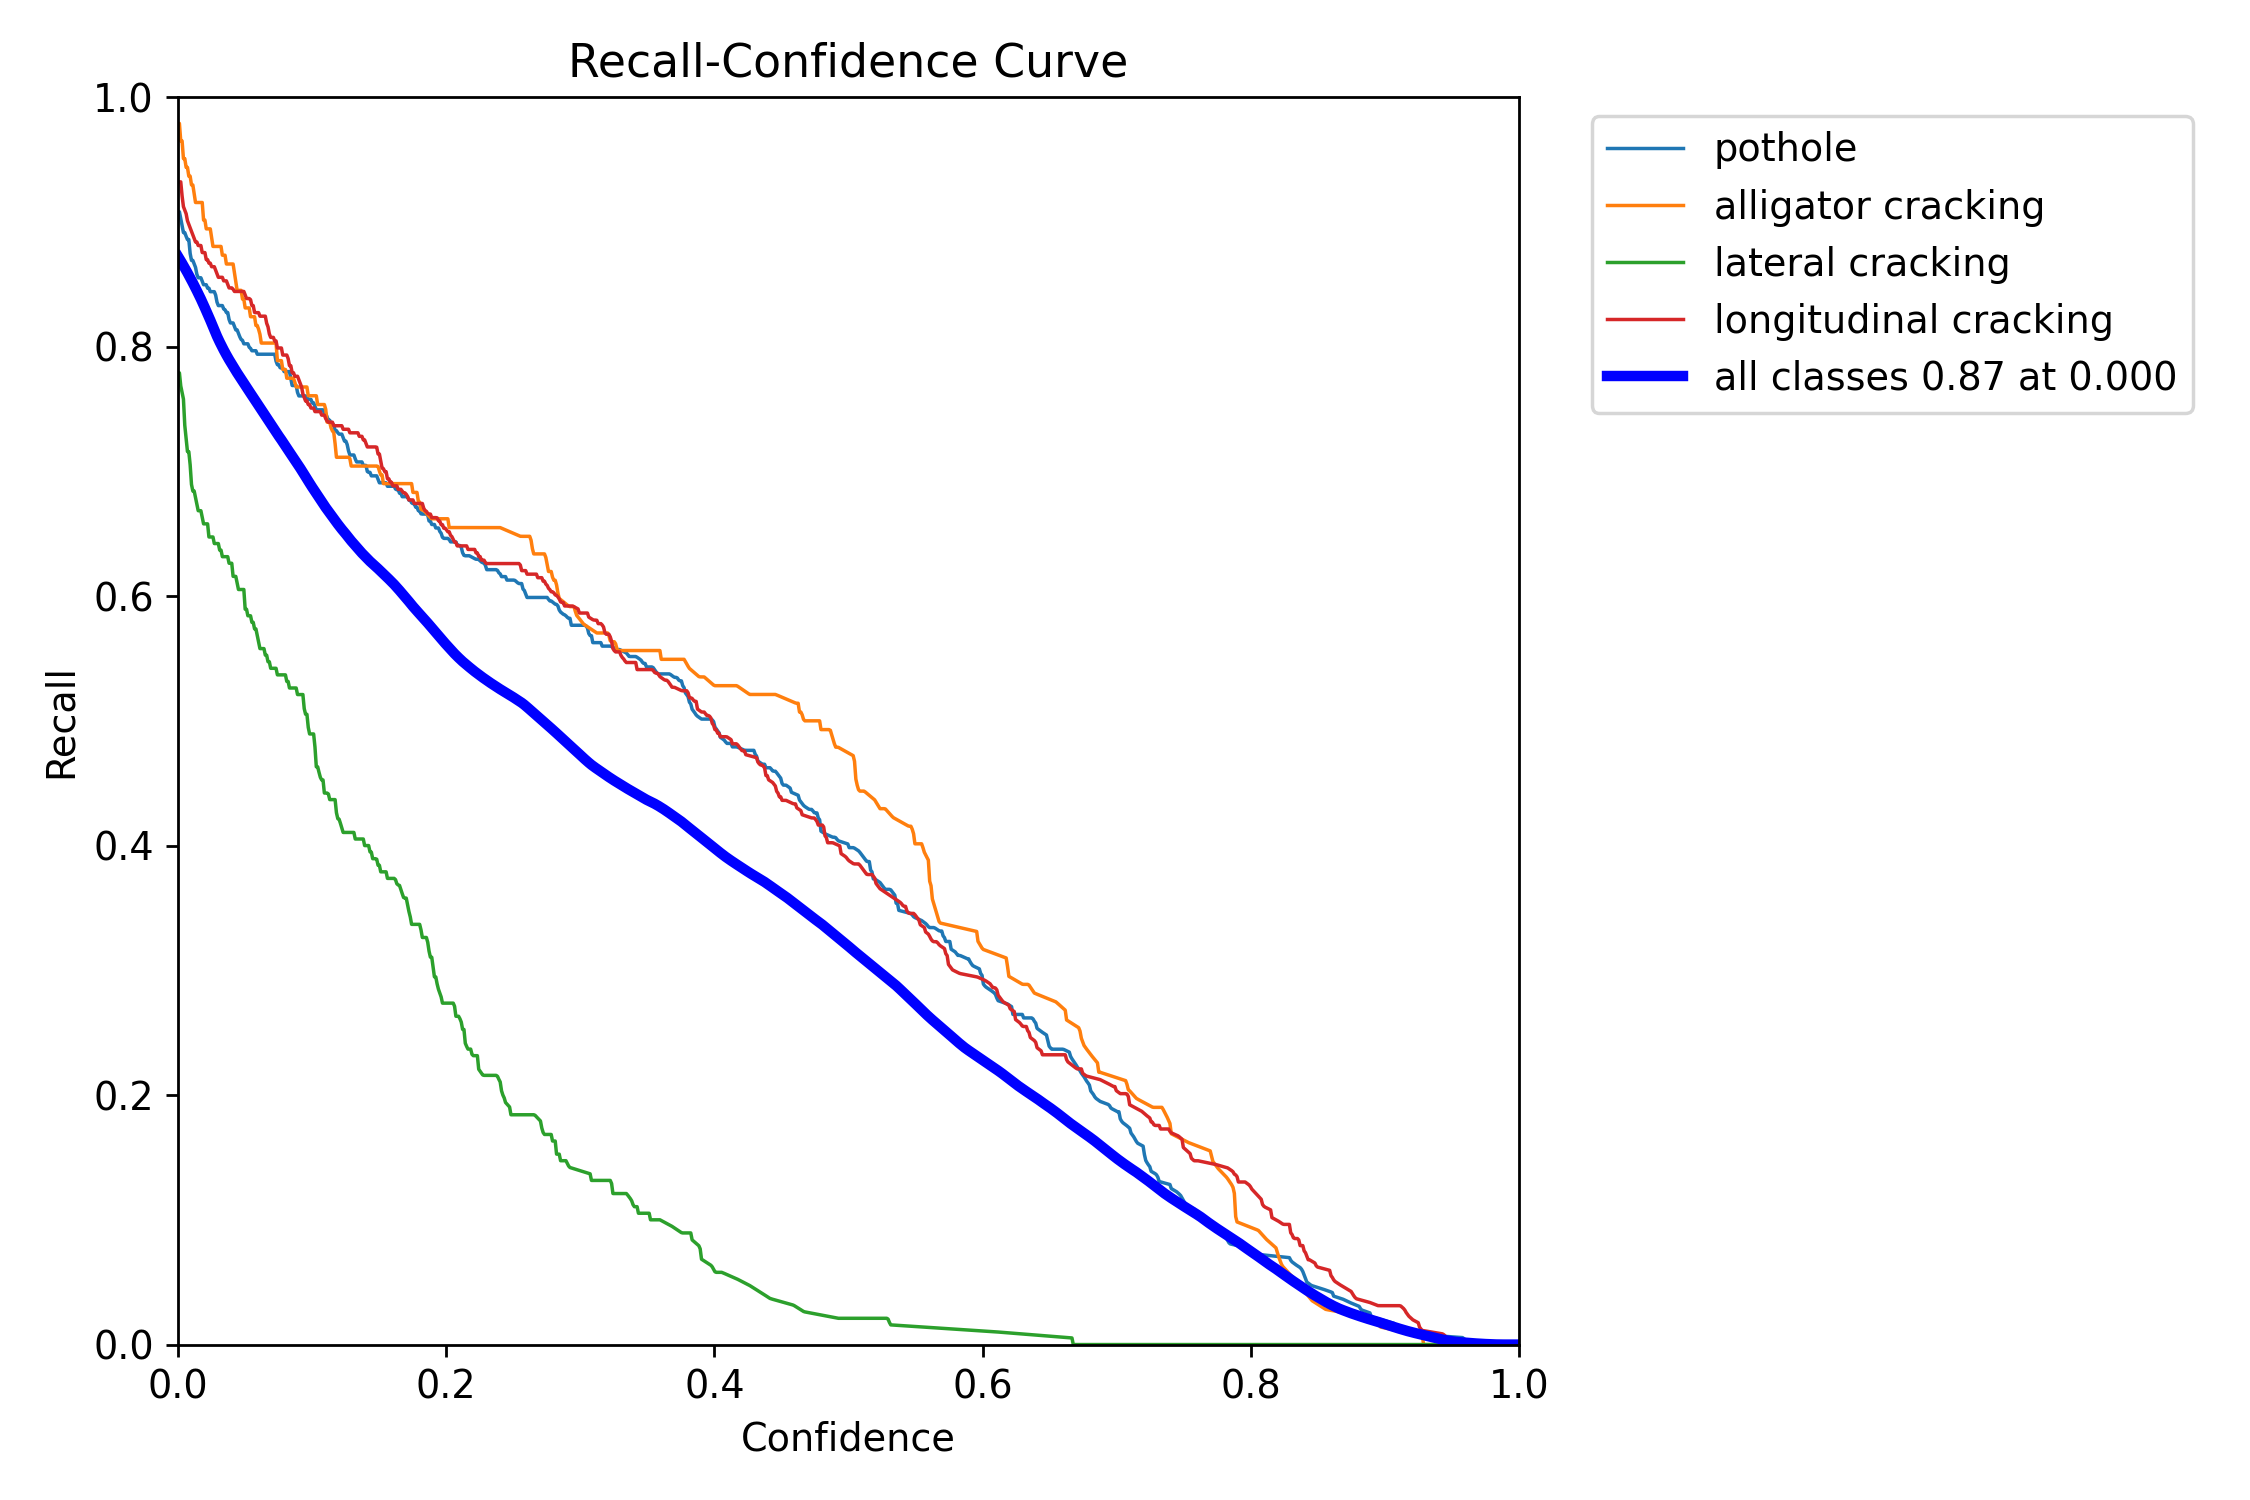 Recall-Confidence Curve
1.0
0.8
0.6
0.4
0.2
0.0
Recall
0.0 0.2 0.4 0.6 0.8 1.0
Confidence
pothole
alligator cracking
lateral cracking
longitudinal cracking
all classes 0.87 at 0.000